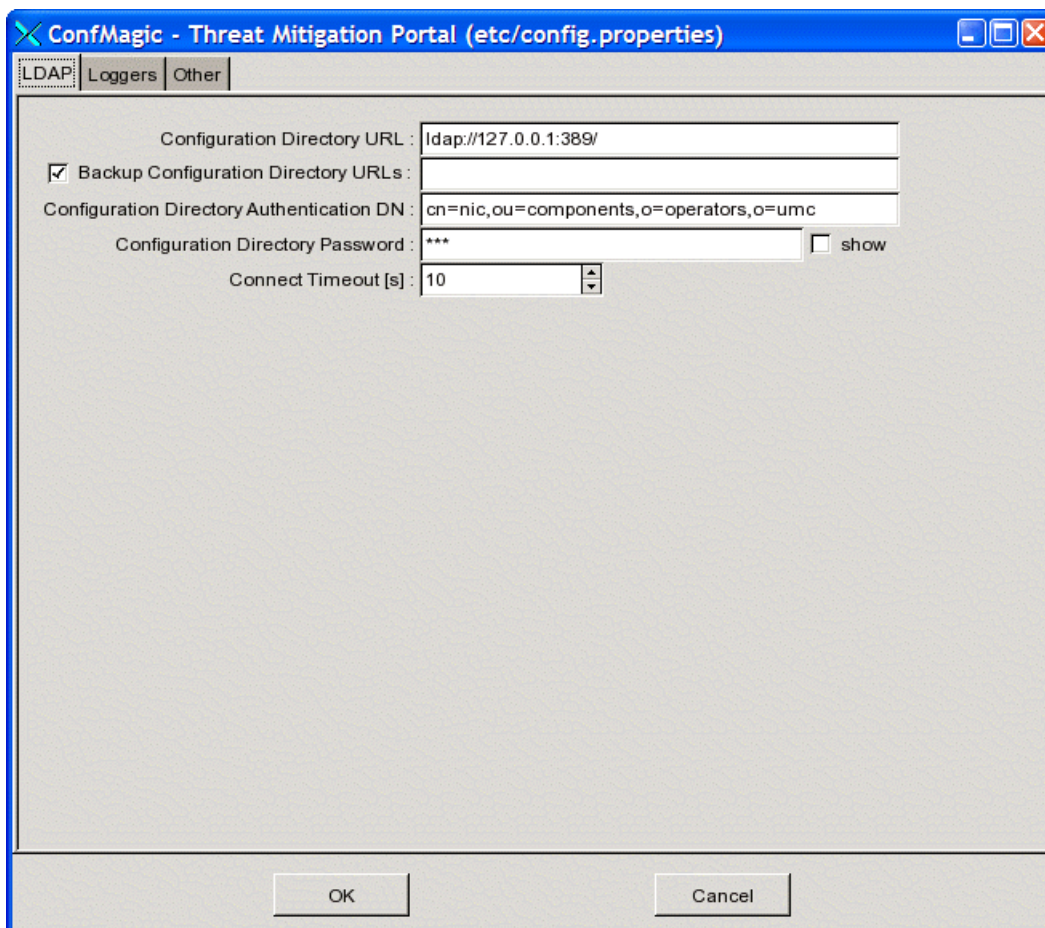 ConfMagic - Threat Mitigation Portal (etc/config.properties)
LDAP Loggers Other
Configuration Directory URL : ldap://127.0.0.1:389/
Backup Configuration Directory URLs :
Configuration Directory Authentication DN : cn=nic,ou=components,o=operators,o=umc
Configuration Directory Password : *** show
Connect Timeout [s] : 10
OK Cancel